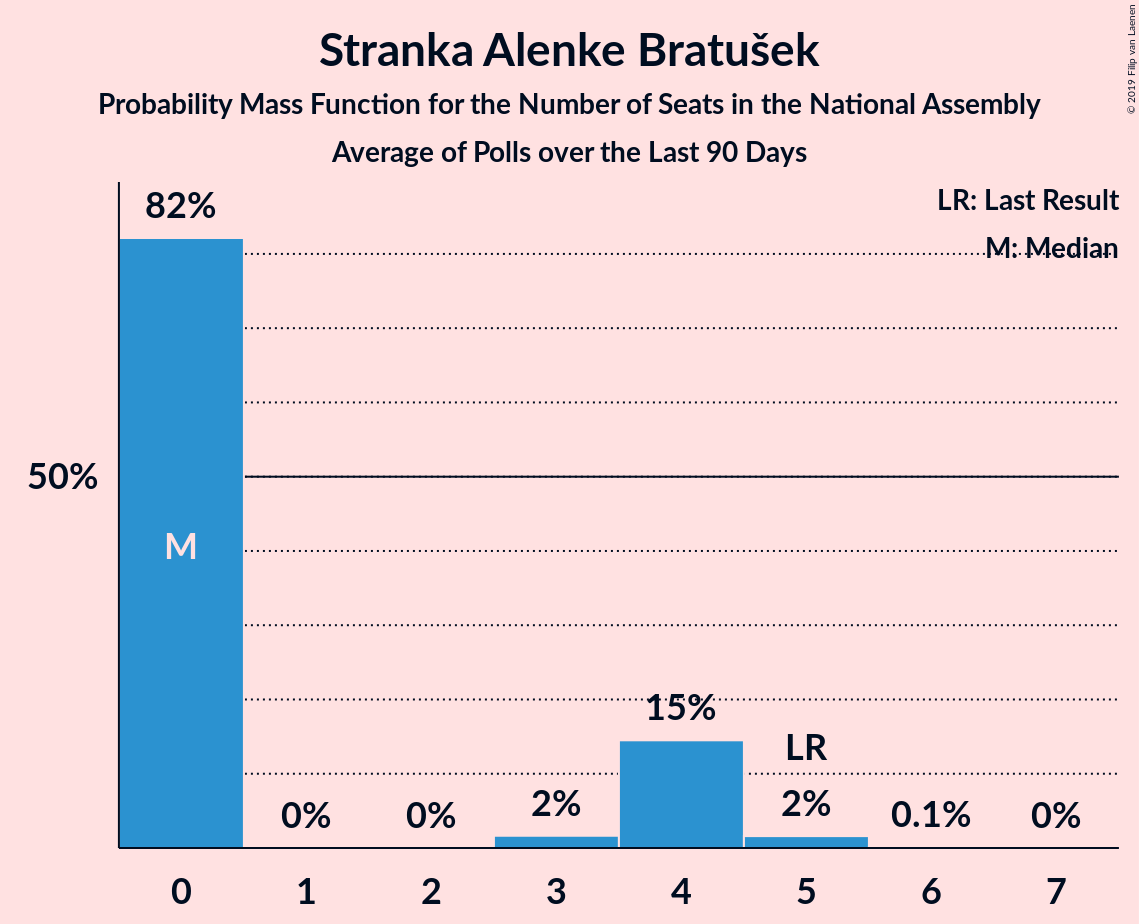 Stranka Alenke Bratušek
Probability Mass Function for the Number of Seats in the National Assembly
Average of Polls over the Last 90 Days
© 2019 Filip van Laenen
LR: Last Result
M: Median
82%
50%
M
0%
0%
2%
15%
LR
2%
0.1%
0%
0 1 2 3 4 5 6 7